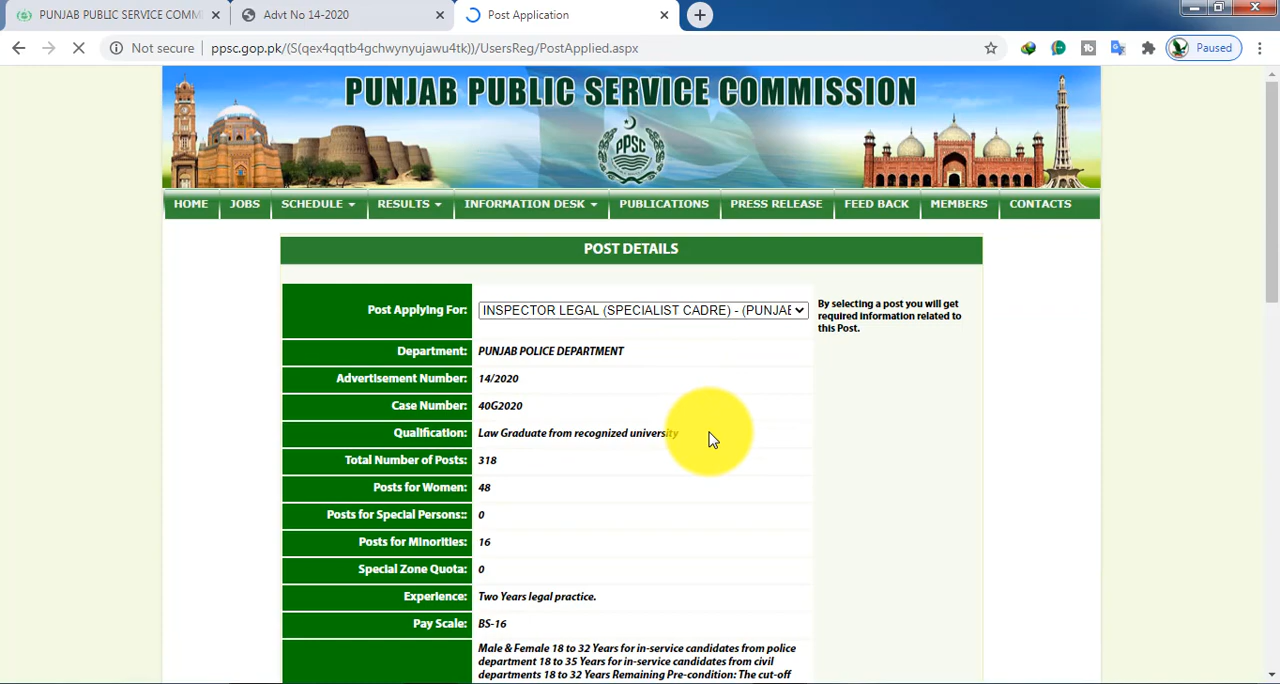 PUNJAB PUBLIC SERVICE COMM
Advt No 14-2020
Post Application
Not secure
ppsc.gop.pk/(S(qex4qqtb4gchwynyujawu4tk))/UsersReg/PostApplied.aspx
Paused
PUNJAB PUBLIC SERVICE COMMISSION
PPSC
HOME
JOBS
SCHEDULE
RESULTS
INFORMATION DESK
PUBLICATIONS
PRESS RELEASE
FEED BACK
MEMBERS
CONTACTS
POST DETAILS
Post Applying For:
INSPECTOR LEGAL (SPECIALIST CADRE) - (PUNJAE
By selecting a post you will get
required information related to
this Post.
Department:
PUNJAB POLICE DEPARTMENT
Advertisement Number:
14/2020
Case Number:
40G2020
Qualification:
Law Graduate from recognized university
Total Number of Posts:
318
Posts for Women:
48
Posts for Special Persons::
0
Posts for Minorities:
16
Special Zone Quota:
0
Experience:
Two Years legal practice.
Pay Scale:
BS-16
Male & Female 18 to 32 Years for in-service candidates from police
department 18 to 35 Years for in-service candidates from civil
departments 18 to 32 Years Remaining Pre-condition: The cut-off